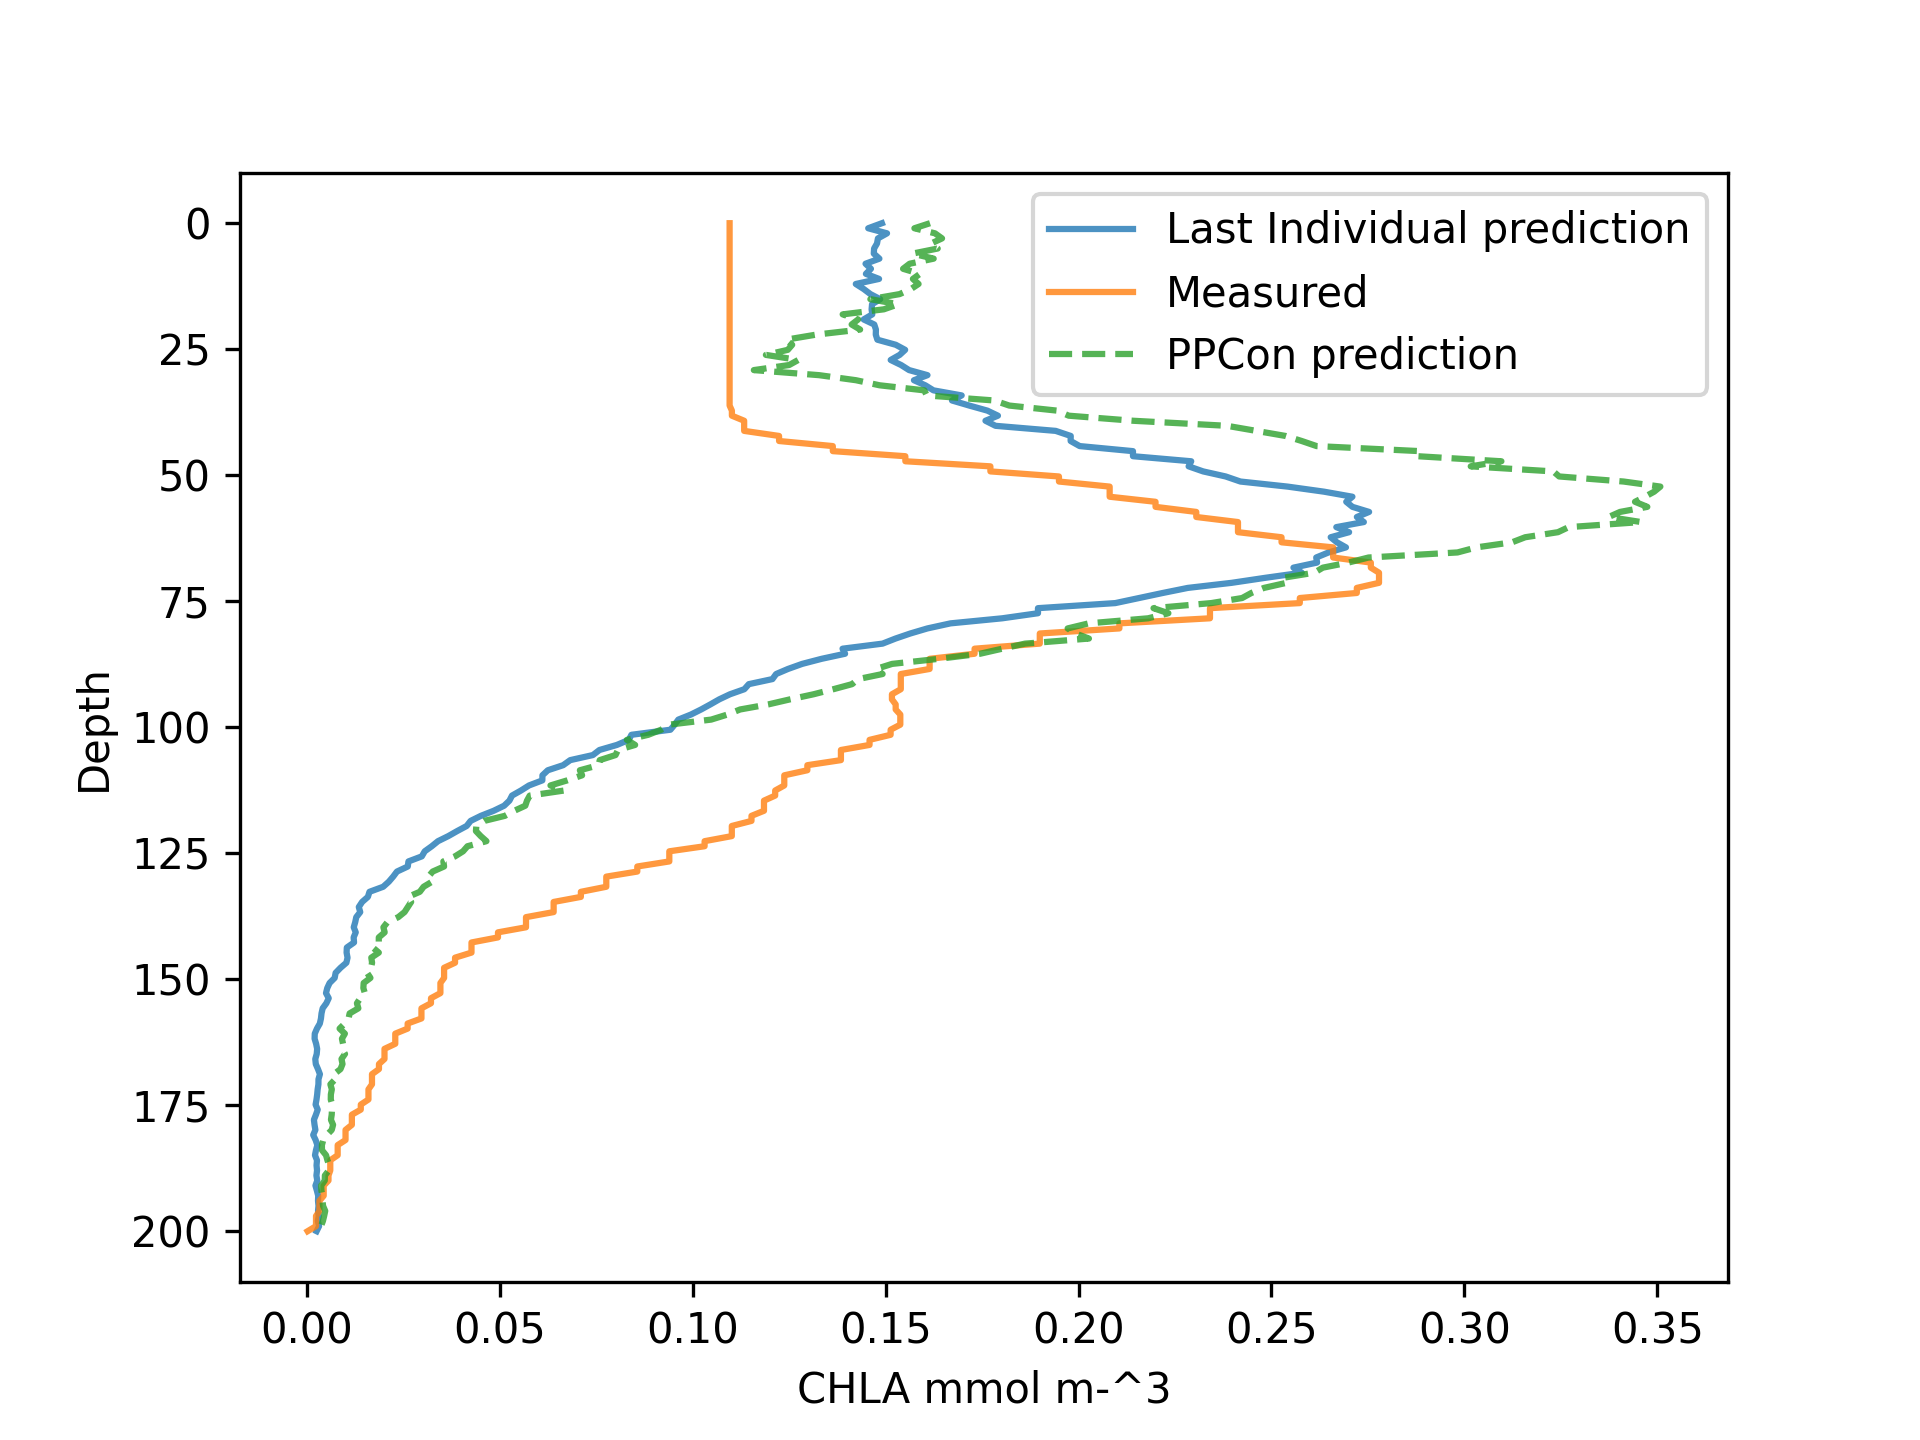 Last Individual prediction
Measured
PPCon prediction
0
25
50
75
100
125
150
175
200
Depth
0.00 0.05 0.10 0.15 0.20 0.25 0.30 0.35
CHLA mmol m-^3